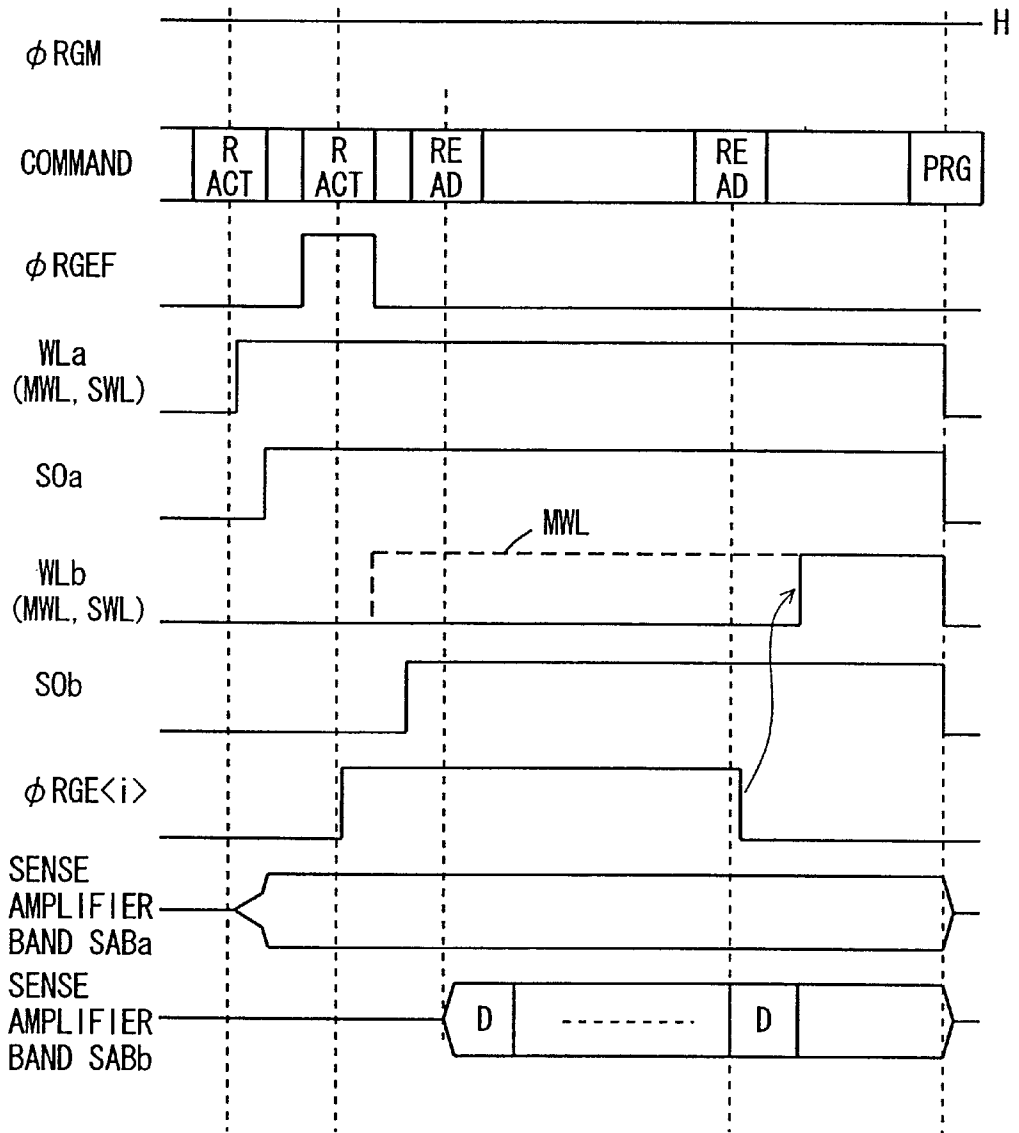 H
φRGM
COMMAND
R ACT
R ACT
RE AD
RE AD
PRG
φRGEF
WLa
(MWL, SWL)
SOa
MWL
WLb
(MWL, SWL)
SOb
φRGE<i>
SENSE
AMPLIFIER
BAND SABa
SENSE
AMPLIFIER
BAND SABb
D
D